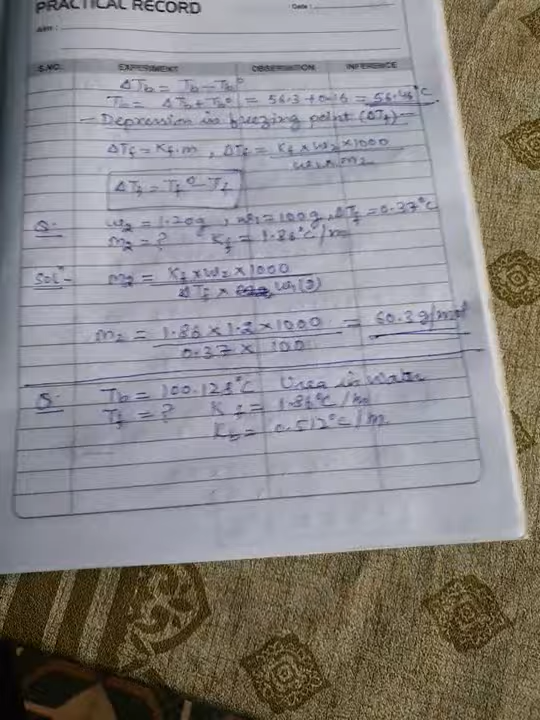 PRACTICAL RECORD
Date :
S.NO. EXPERIMENT OBSERVATION INFERENCE
ΔTb = Tb - Tb°
Tb = ΔTb + Tb° = 56.3 + 0.16 = 56.46°C
- Depression in freezing point (ΔTf) -
ΔTf = Kf . m , ΔTf = Kf × w2 × 1000 / m2
ΔTf = Tf° - Tf
Q:- w2 = 1.20g , w1 = 100g , ΔTf = 0.37°C
m2 = ? Kf = 1.86°C/m
Sol^n - m2 = Kf × w2 × 1000 / ΔTf × w1(g)
m2 = 1.86 × 1.2 × 1000 / 0.37 × 100 = 60.3 g/mol
Q:- Tb = 100.128°C Urea in water
Tf = ? Kf = 1.86°C/m
Kb = 0.512°C/m